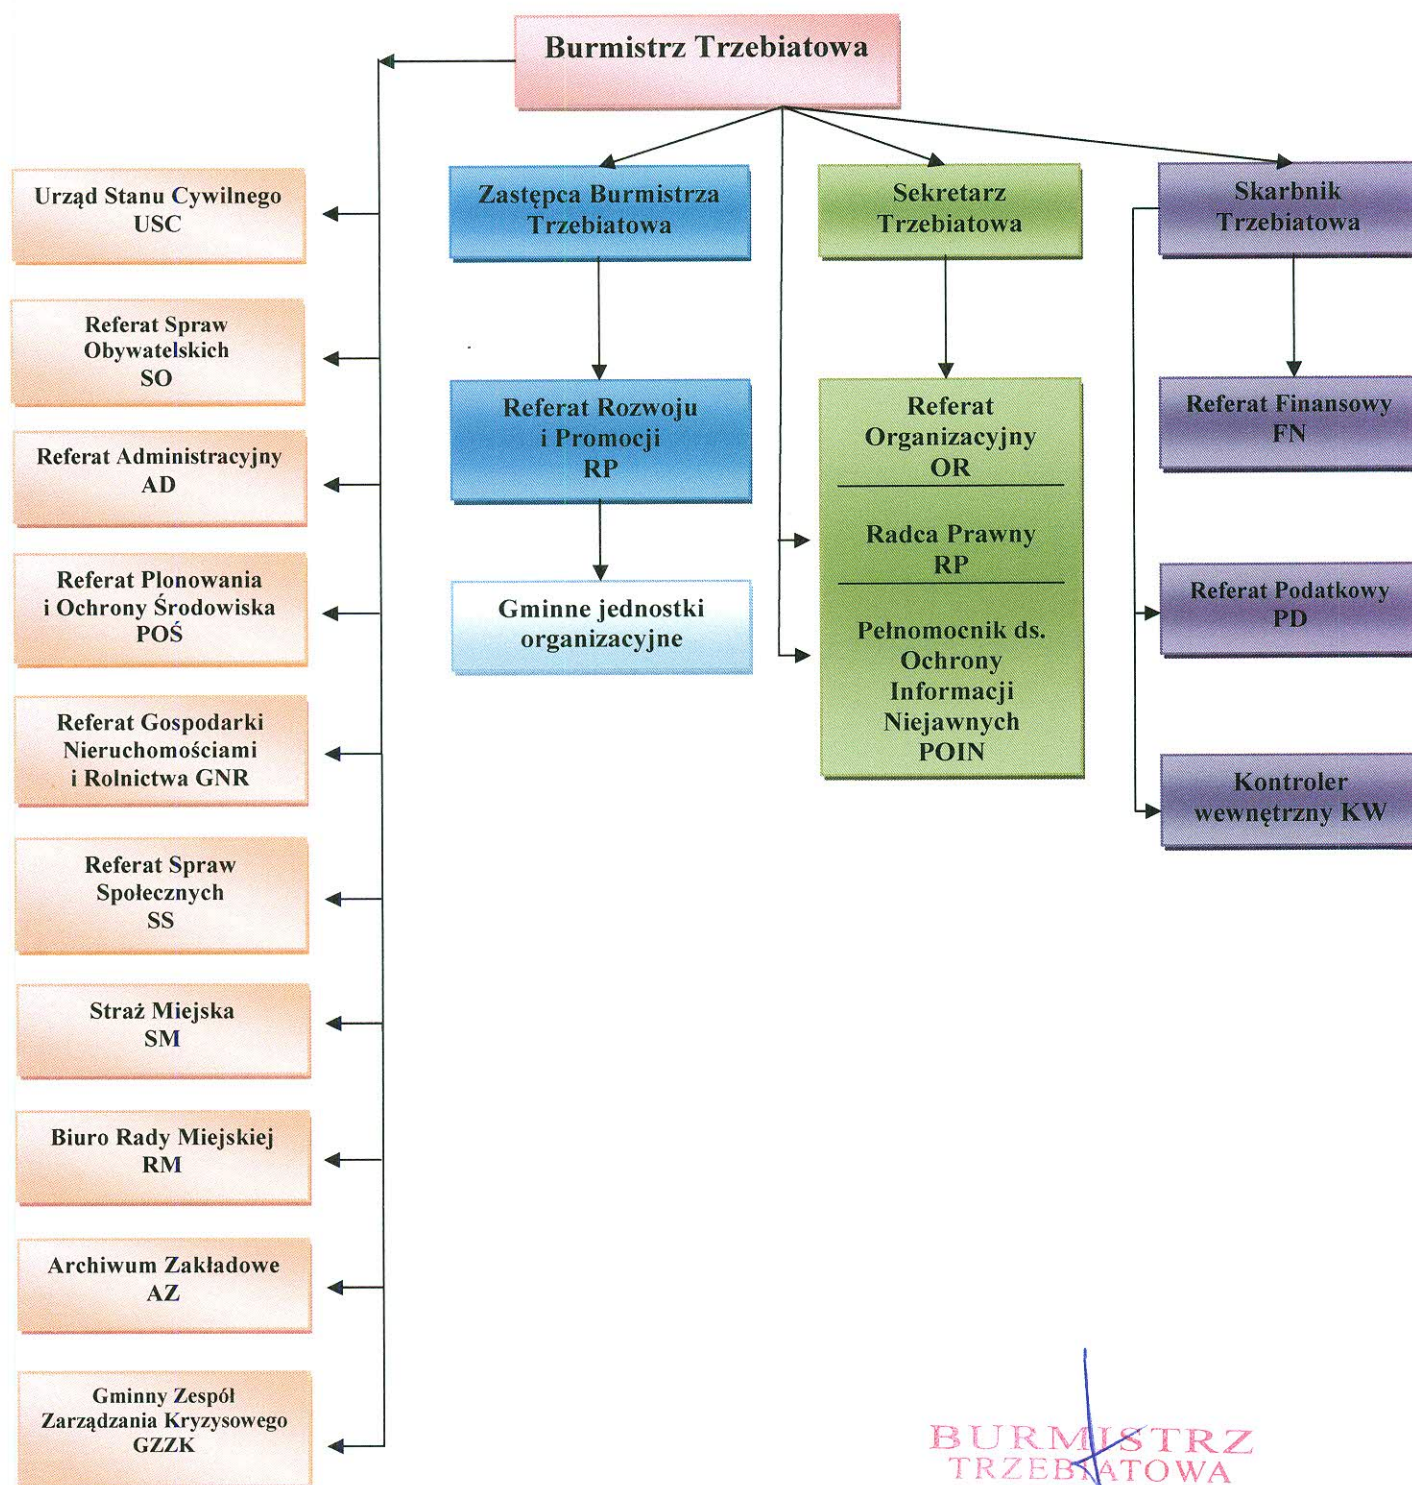 Burmistrz Trzebiatowa
Urząd Stanu Cywilnego
USC
Referat Spraw
Obywatelskich
SO
Referat Administracyjny
AD
Referat Plonowania
i Ochrony Środowiska
POŚ
Referat Gospodarki
Nieruchomościami
i Rolnictwa GNR
Referat Spraw
Społecznych
SS
Straż Miejska
SM
Biuro Rady Miejskiej
RM
Archiwum Zakładowe
AZ
Gminny Zespół
Zarządzania Kryzysowego
GZZK
Zastępca Burmistrza
Trzebiatowa
Referat Rozwoju
i Promocji
RP
Gminne jednostki
organizacyjne
Sekretarz
Trzebiatowa
Referat
Organizacyjny
OR
Radca Prawny
RP
Pełnomocnik ds.
Ochrony
Informacji
Niejawnych
POIN
Skarbnik
Trzebiatowa
Referat Finansowy
FN
Referat Podatkowy
PD
Kontroler
wewnętrzny KW
BURMISTRZ
TRZEBIATOWA